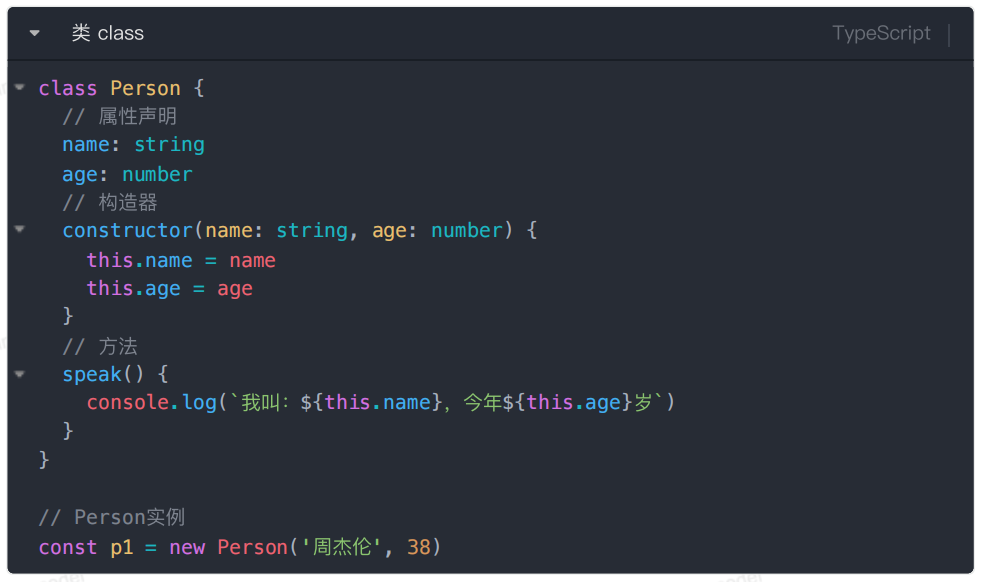 类 class
TypeScript
class Person {
// 属性声明
name: string
age: number
// 构造器
constructor(name: string, age: number) {
this.name = name
this.age = age
}
// 方法
speak() {
console.log(`我叫：${this.name}，今年${this.age}岁`)
}
}
// Person实例
const p1 = new Person('周杰伦', 38)